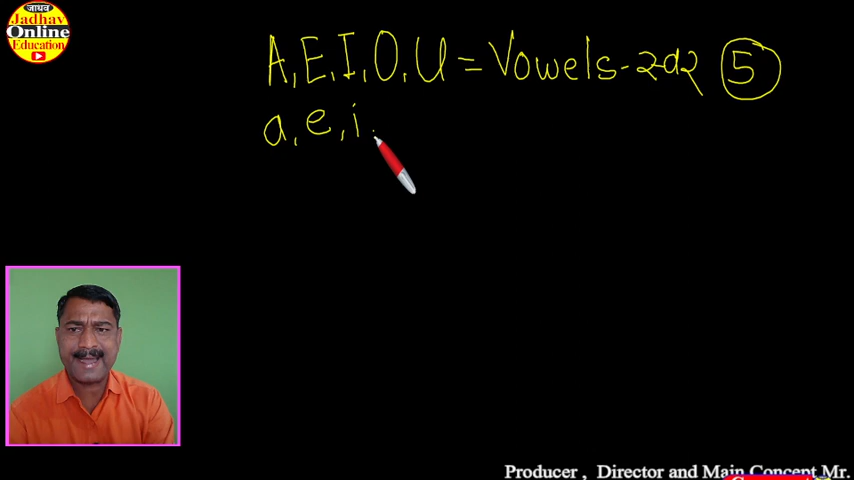 जाधव
Jadhav
Online
Education
A, E, I, O, U = Vowels - स्वर 5
a, e, i,
Producer , Director and Main Concept Mr.